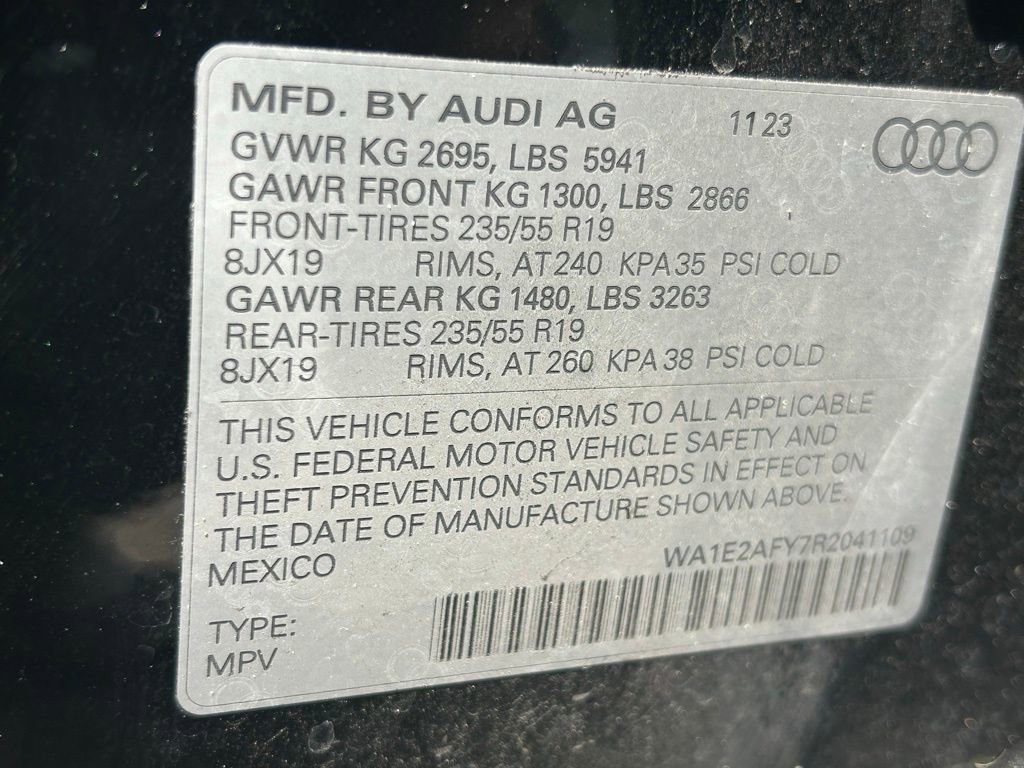 MFD. BY AUDI AG 11 23
GVWR KG 2695, LBS 5941
GAWR FRONT KG 1300, LBS 2866
FRONT-TIRES 235/55 R19
8JX19 RIMS, AT 240 KPA 35 PSI COLD
GAWR REAR KG 1480, LBS 3263
REAR-TIRES 235/55 R19
8JX19 RIMS, AT 260 KPA 38 PSI COLD
THIS VEHICLE CONFORMS TO ALL APPLICABLE
U.S. FEDERAL MOTOR VEHICLE SAFETY AND
THEFT PREVENTION STANDARDS IN EFFECT ON
THE DATE OF MANUFACTURE SHOWN ABOVE.
MEXICO WA1E2AFY7R2041109
TYPE:
MPV